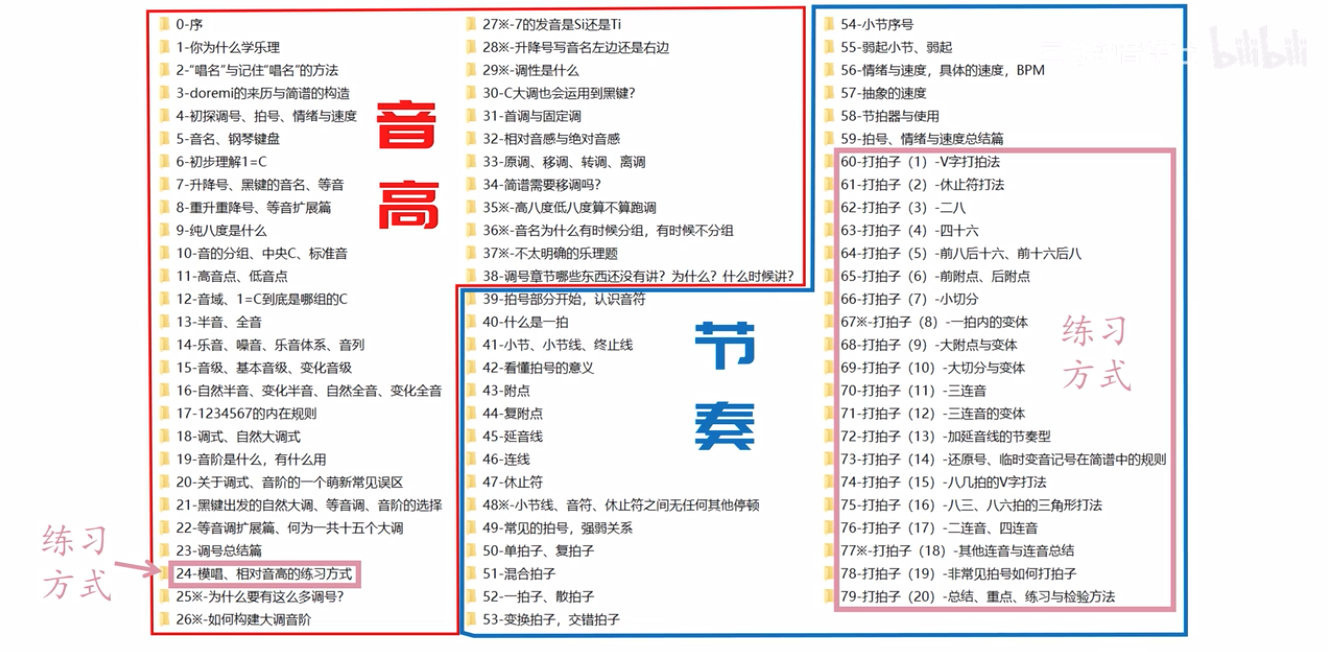 0-序
1-你为什么学乐理
2-“唱名”与记住“唱名”的方法
3-doremi的来历与简谱的构造
4-初探调号、拍号、情绪与速度
5-音名、钢琴键盘
6-初步理解1=C
7-升降号、黑键的音名、等音
8-重升重降号、等音扩展篇
9-纯八度是什么
10-音的分组、中央C、标准音
11-高音点、低音点
12-音域、1=C到底是哪组的C
13-半音、全音
14-乐音、噪音、乐音体系、音列
15-音级、基本音级、变化音级
16-自然半音、变化半音、自然全音、变化全音
17-1234567的内在规则
18-调式、自然大调式
19-音阶是什么，有什么用
20-关于调式、音阶的一个萌新常见误区
21-黑键出发的自然大调、等音调、音阶的选择
22-等音调扩展篇、何为一共十五个大调
23-调号总结篇
24-模唱、相对音高的练习方式
25※-为什么要有这么多调号？
26※-如何构建大调音阶
音
高
练习
方式
27※-7的发音是Si还是Ti
28※-升降号写音名左边还是右边
29※-调性是什么
30-C大调也会运用到黑键？
31-首调与固定调
32-相对音感与绝对音感
33-原调、移调、转调、离调
34-简谱需要移调吗？
35※-高八度低八度算不算跑调
36※-音名为什么有时候分组，有时候不分组
37※-不太明确的乐理题
38-调号章节哪些东西还没有讲？为什么？什么时候讲？
39-拍号部分开始，认识音符
40-什么是一拍
41-小节、小节线、终止线
42-看懂拍号的意义
43-附点
44-复附点
45-延音线
46-连线
47-休止符
48※-小节线、音符、休止符之间无任何其他停顿
49-常见的拍号，强弱关系
50-单拍子、复拍子
51-混合拍子
52-一拍子、散拍子
53-变换拍子，交错拍子
节
奏
54-小节序号
55-弱起小节、弱起
56-情绪与速度，具体的速度，BPM
57-抽象的速度
58-节拍器与使用
59-拍号、情绪与速度总结篇
60-打拍子（1）-V字打拍法
61-打拍子（2）-休止符打法
62-打拍子（3）-二八
63-打拍子（4）-四十六
64-打拍子（5）-前八后十六、前十六后八
65-打拍子（6）-前附点、后附点
66-打拍子（7）-小切分
67※-打拍子（8）-一拍内的变体
68-打拍子（9）-大附点与变体
69-打拍子（10）-大切分与变体
70-打拍子（11）-三连音
71-打拍子（12）-三连音的变体
72-打拍子（13）-加延音线的节奏型
73-打拍子（14）-还原号、临时变音记号在简谱中的规则
74-打拍子（15）-八几拍的V字打法
75-打拍子（16）-八三、八六拍的三角形打法
76-打拍子（17）-二连音、四连音
77※-打拍子（18）-其他连音与连音总结
78-打拍子（19）-非常见拍号如何打拍子
79-打拍子（20）-总结、重点、练习与检验方法
练习
方式
bilibili